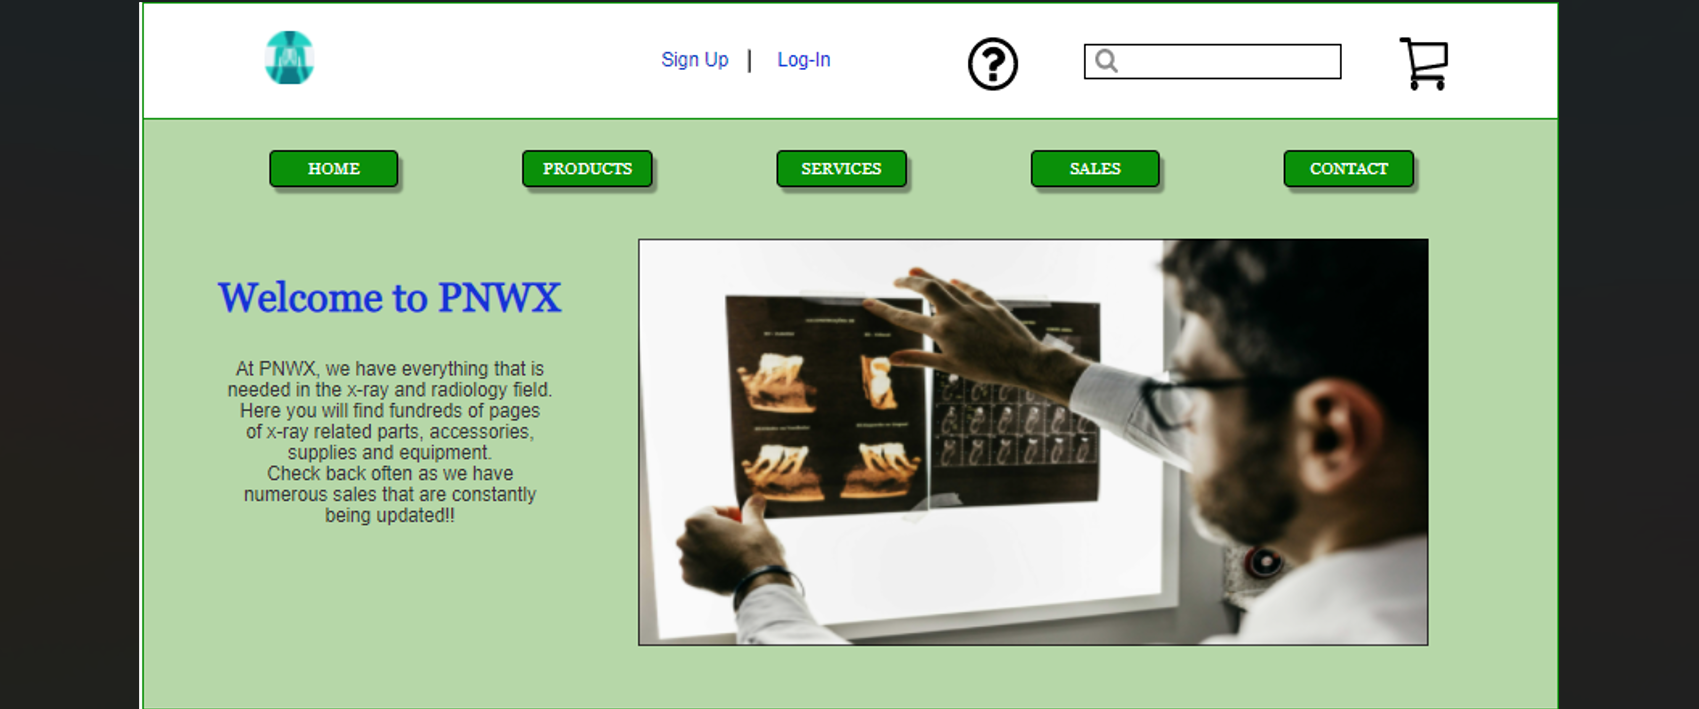 Sign Up | Log-In
HOME
PRODUCTS
SERVICES
SALES
CONTACT
Welcome to PNWX
At PNWX, we have everything that is
needed in the x-ray and radiology field.
Here you will find fundreds of pages
of x-ray related parts, accessories,
supplies and equipment.
Check back often as we have
numerous sales that are constantly
being updated!!